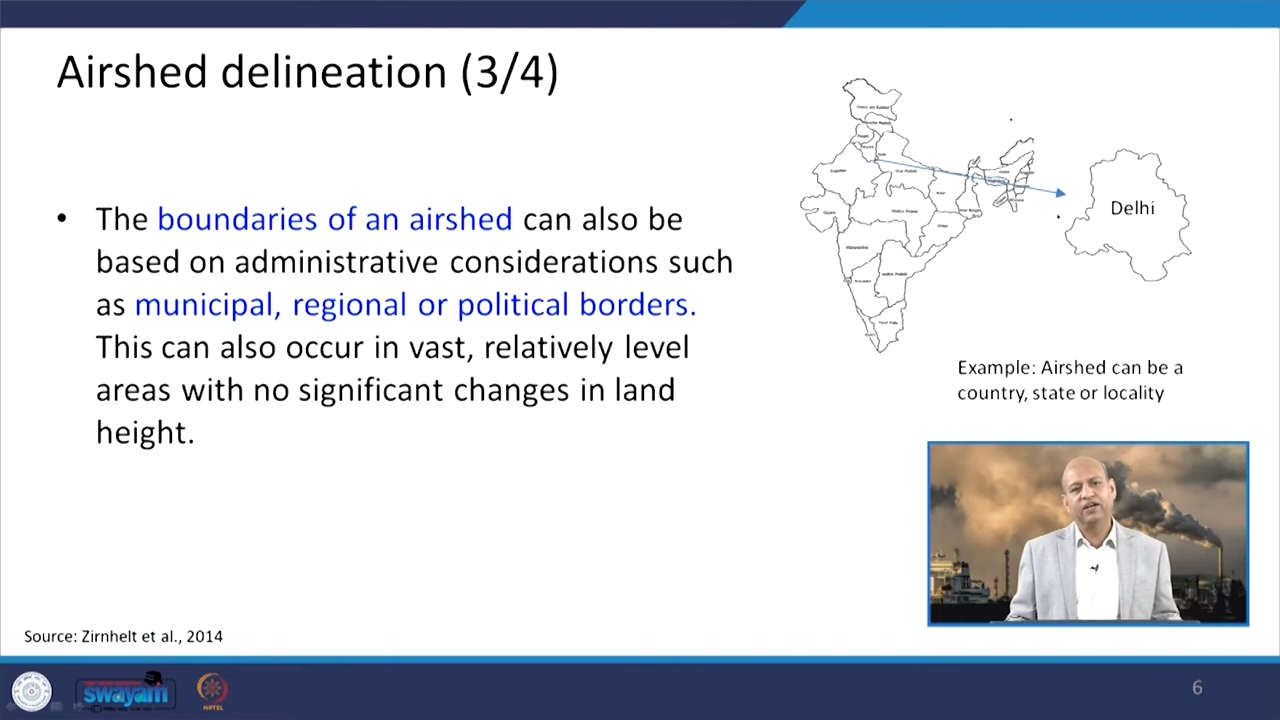 Airshed delineation (3/4)
• The boundaries of an airshed can also be
based on administrative considerations such
as municipal, regional or political borders.
This can also occur in vast, relatively level
areas with no significant changes in land
height.
Delhi
Example: Airshed can be a
country, state or locality
Source: Zirnhelt et al., 2014
swayam
NPTEL
6